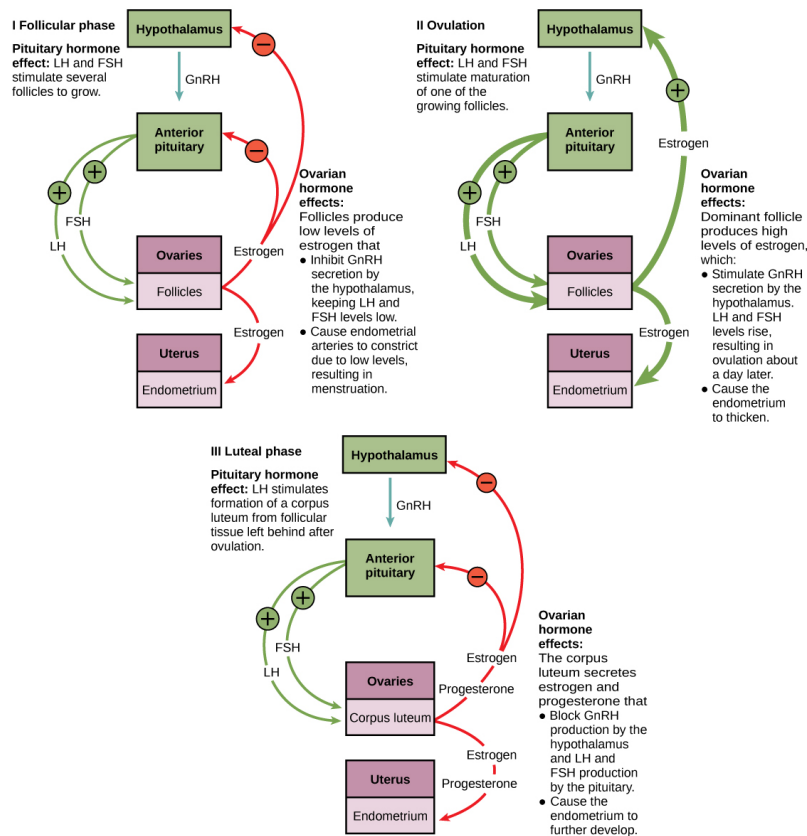 I Follicular phase
Pituitary hormone
effect: LH and FSH
stimulate several
follicles to grow.
Hypothalamus
−
GnRH
Anterior
pituitary
−
+
+
FSH
LH
Estrogen
Ovaries
Follicles
Estrogen
Uterus
Endometrium
Ovarian
hormone
effects:
Follicles produce
low levels of
estrogen that
● Inhibit GnRH
secretion by
the hypothalamus,
keeping LH and
FSH levels low.
● Cause endometrial
arteries to constrict
due to low levels,
resulting in
menstruation.
II Ovulation
Pituitary hormone
effect: LH and FSH
stimulate maturation
of one of the
growing follicles.
Hypothalamus
+
GnRH
Anterior
pituitary
Estrogen
+
+
FSH
LH
Ovaries
Follicles
Estrogen
Uterus
Endometrium
Ovarian
hormone
effects:
Dominant follicle
produces high
levels of estrogen,
which:
● Stimulate GnRH
secretion by the
hypothalamus.
LH and FSH
levels rise,
resulting in
ovulation about
a day later.
● Cause the
endometrium
to thicken.
III Luteal phase
Pituitary hormone
effect: LH stimulates
formation of a corpus
luteum from follicular
tissue left behind after
ovulation.
Hypothalamus
−
GnRH
Anterior
pituitary
−
+
+
FSH
LH
Estrogen
Progesterone
Ovaries
Corpus luteum
Estrogen
Progesterone
Uterus
Endometrium
Ovarian
hormone
effects:
The corpus
luteum secretes
estrogen and
progesterone that
● Block GnRH
production by the
hypothalamus
and LH and
FSH production
by the pituitary.
● Cause the
endometrium to
further develop.